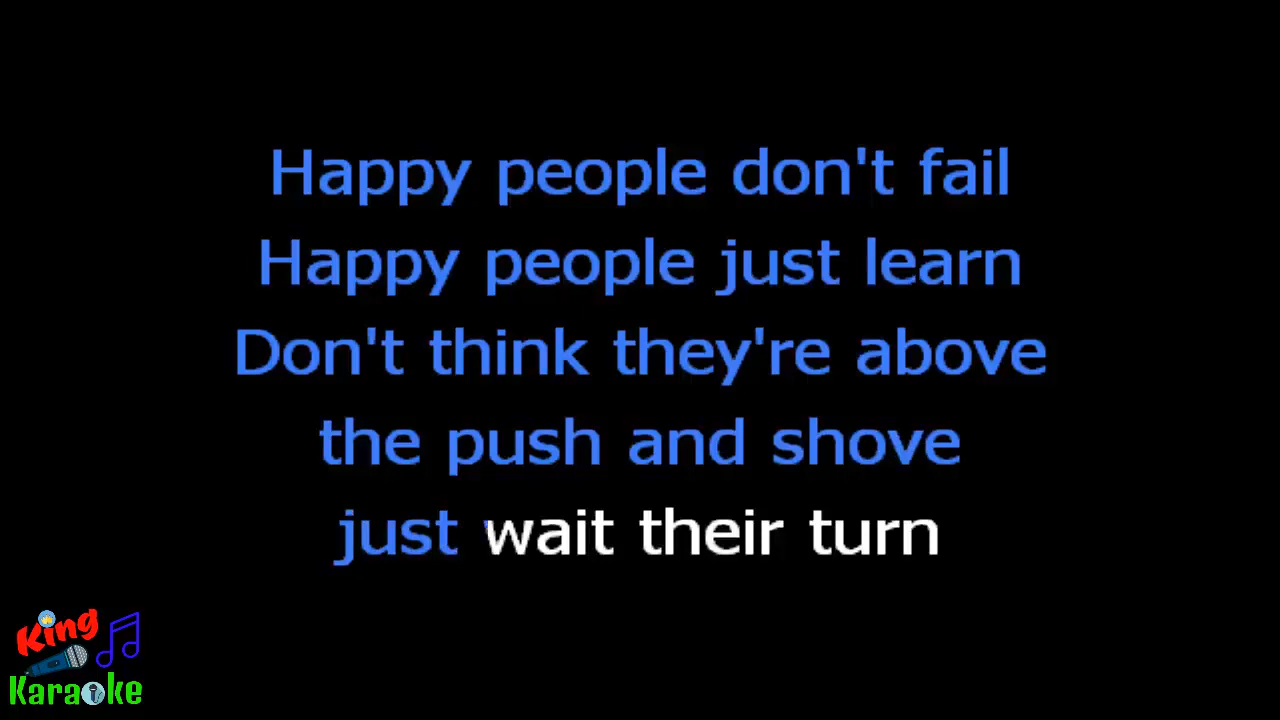 Happy people don't fail
Happy people just learn
Don't think they're above
the push and shove
just wait their turn
King
Karaoke